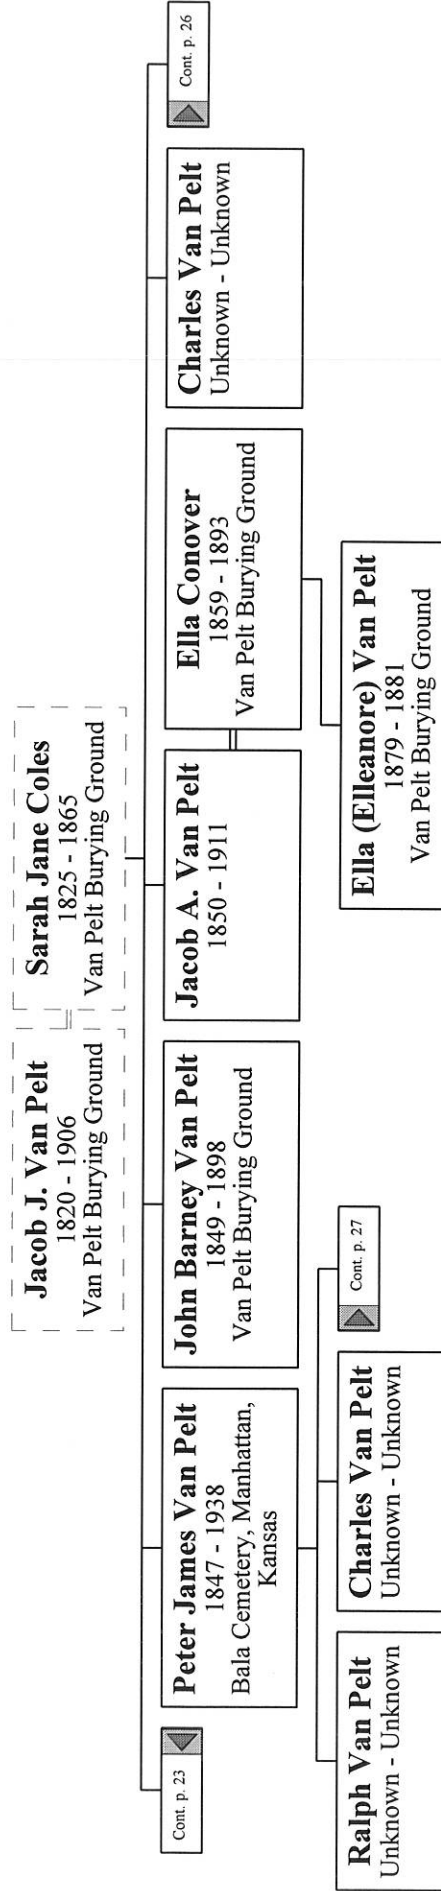 Jacob J. Van Pelt
1820 - 1906
Van Pelt Burying Ground
Sarah Jane Coles
1825 - 1865
Van Pelt Burying Ground
Cont. p. 23
Peter James Van Pelt
1847 - 1938
Bala Cemetery, Manhattan,
Kansas
John Barney Van Pelt
1849 - 1898
Van Pelt Burying Ground
Jacob A. Van Pelt
1850 - 1911
Ella Conover
1859 - 1893
Van Pelt Burying Ground
Charles Van Pelt
Unknown - Unknown
Cont. p. 26
Ralph Van Pelt
Unknown - Unknown
Charles Van Pelt
Unknown - Unknown
Cont. p. 27
Ella (Elleanore) Van Pelt
1879 - 1881
Van Pelt Burying Ground